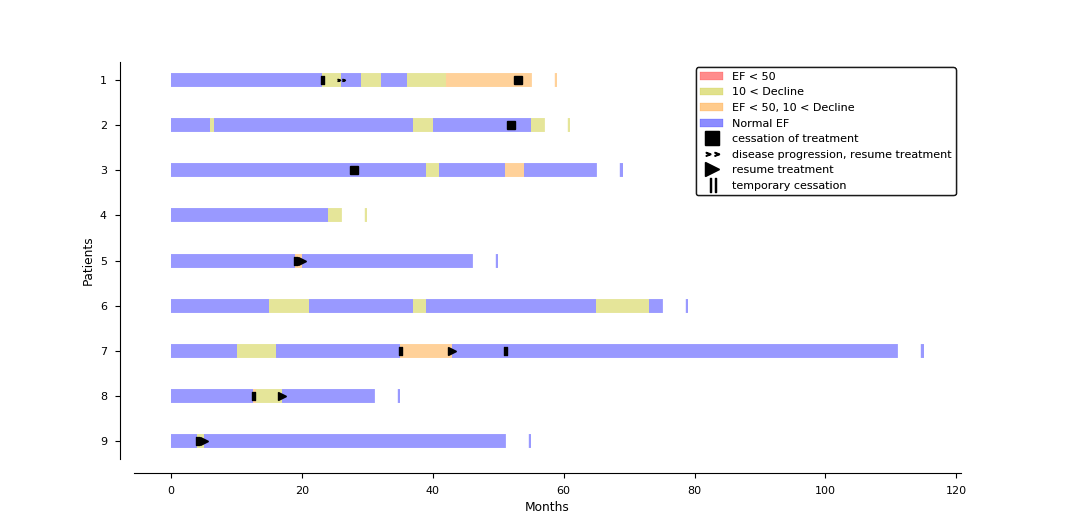 EF < 50
10 < Decline
EF < 50, 10 < Decline
Normal EF
cessation of treatment
disease progression, resume treatment
resume treatment
temporary cessation
Patients
1
2
3
4
5
6
7
8
9
0 20 40 60 80 100 120
Months